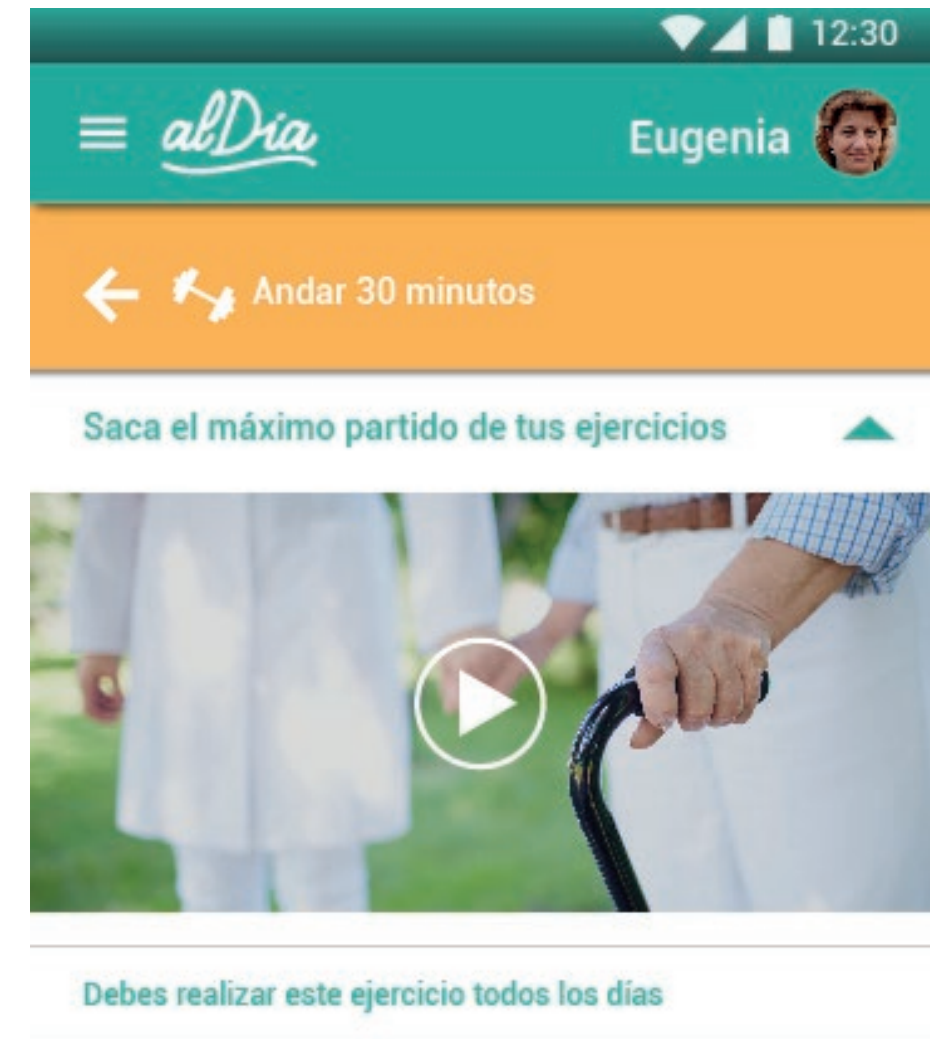 12:30
alDía
Eugenia
Andar 30 minutos
Saca el máximo partido de tus ejercicios
Debes realizar este ejercicio todos los días